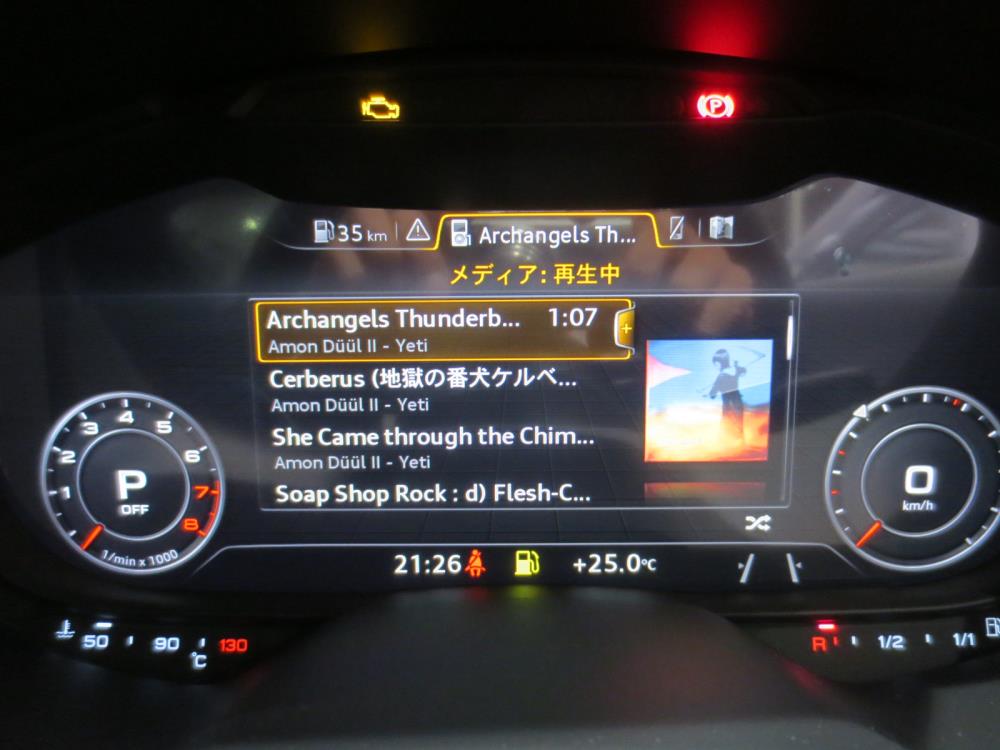 P
35 km
1
Archangels Th...
メディア: 再生中
Archangels Thunderb... 1:07
+
Amon Düül II - Yeti
Cerberus (地獄の番犬ケルベ...
Amon Düül II - Yeti
She Came through the Chim...
Amon Düül II - Yeti
Soap Shop Rock : d) Flesh-C...
1 2 3 4 5 6 7 8
P
OFF
1/min x 1000
0
km/h
21:26
+25.0°C
50 90 130
°C
R 1/2 1/1